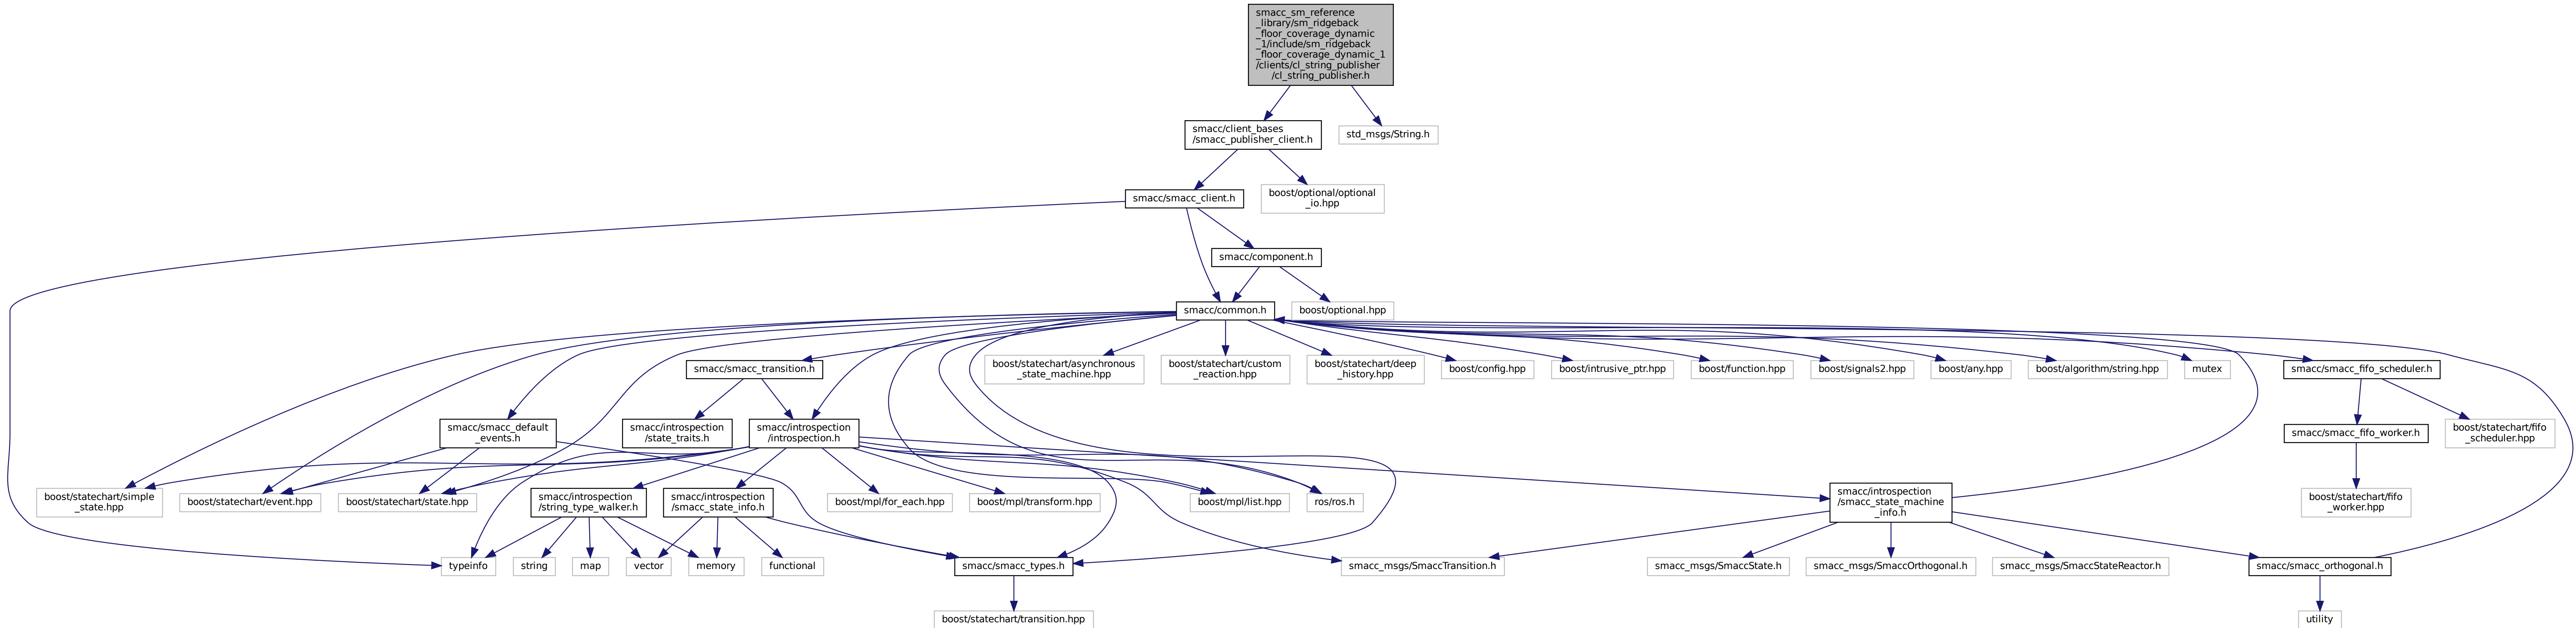 smacc_sm_reference
_library/sm_ridgeback
_floor_coverage_dynamic
_1/include/sm_ridgeback
_floor_coverage_dynamic_1
/clients/cl_string_publisher
/cl_string_publisher.h
smacc/client_bases
/smacc_publisher_client.h
std_msgs/String.h
smacc/smacc_client.h
boost/optional/optional
_io.hpp
smacc/component.h
smacc/common.h
boost/optional.hpp
smacc/smacc_transition.h
boost/statechart/asynchronous
_state_machine.hpp
boost/statechart/custom
_reaction.hpp
boost/statechart/deep
_history.hpp
boost/config.hpp
boost/intrusive_ptr.hpp
boost/function.hpp
boost/signals2.hpp
boost/any.hpp
boost/algorithm/string.hpp
mutex
smacc/smacc_fifo_scheduler.h
smacc/smacc_default
_events.h
smacc/introspection
/state_traits.h
smacc/introspection
/introspection.h
smacc/smacc_fifo_worker.h
boost/statechart/fifo
_scheduler.hpp
boost/statechart/simple
_state.hpp
boost/statechart/event.hpp
boost/statechart/state.hpp
smacc/introspection
/string_type_walker.h
smacc/introspection
/smacc_state_info.h
boost/mpl/for_each.hpp
boost/mpl/transform.hpp
boost/mpl/list.hpp
ros/ros.h
smacc/introspection
/smacc_state_machine
_info.h
boost/statechart/fifo
_worker.hpp
typeinfo
string
map
vector
memory
functional
smacc/smacc_types.h
smacc_msgs/SmaccTransition.h
smacc_msgs/SmaccState.h
smacc_msgs/SmaccOrthogonal.h
smacc_msgs/SmaccStateReactor.h
smacc/smacc_orthogonal.h
boost/statechart/transition.hpp
utility